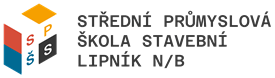 P
S
Š
S
STŘEDNÍ PRŮMYSLOVÁ
ŠKOLA STAVEBNÍ
LIPNÍK N/B